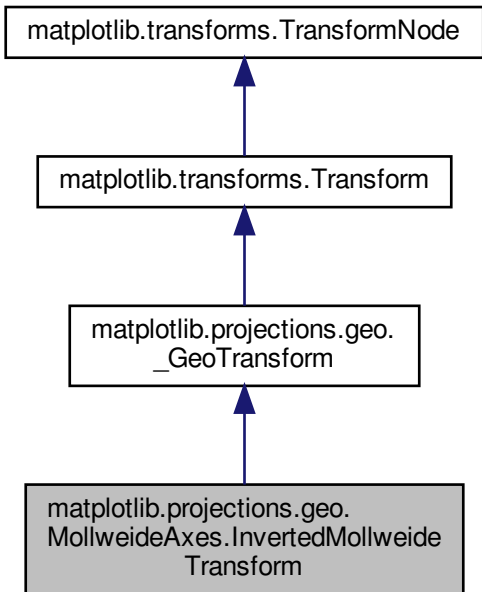 matplotlib.transforms.TransformNode
matplotlib.transforms.Transform
matplotlib.projections.geo.
_GeoTransform
matplotlib.projections.geo.
MollweideAxes.InvertedMollweide
Transform